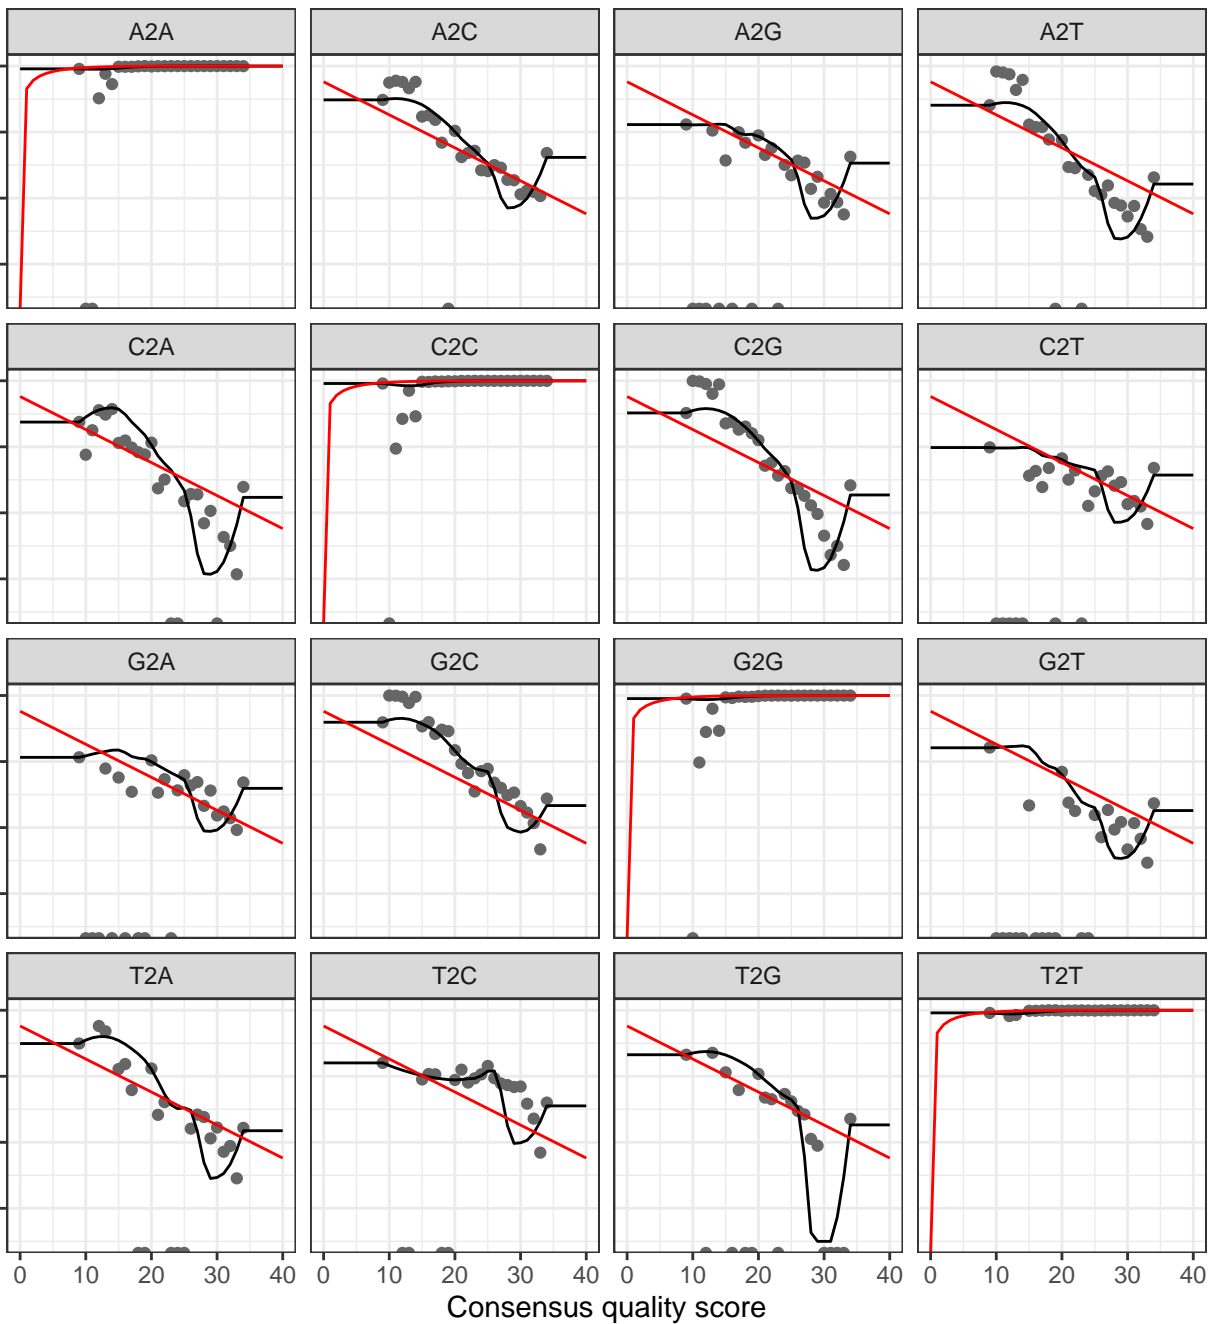 A2A A2C A2G A2T
C2A C2C C2G C2T
G2A G2C G2G G2T
T2A T2C T2G T2T
0 10 20 30 40 0 10 20 30 40 0 10 20 30 40 0 10 20 30 40
Consensus quality score